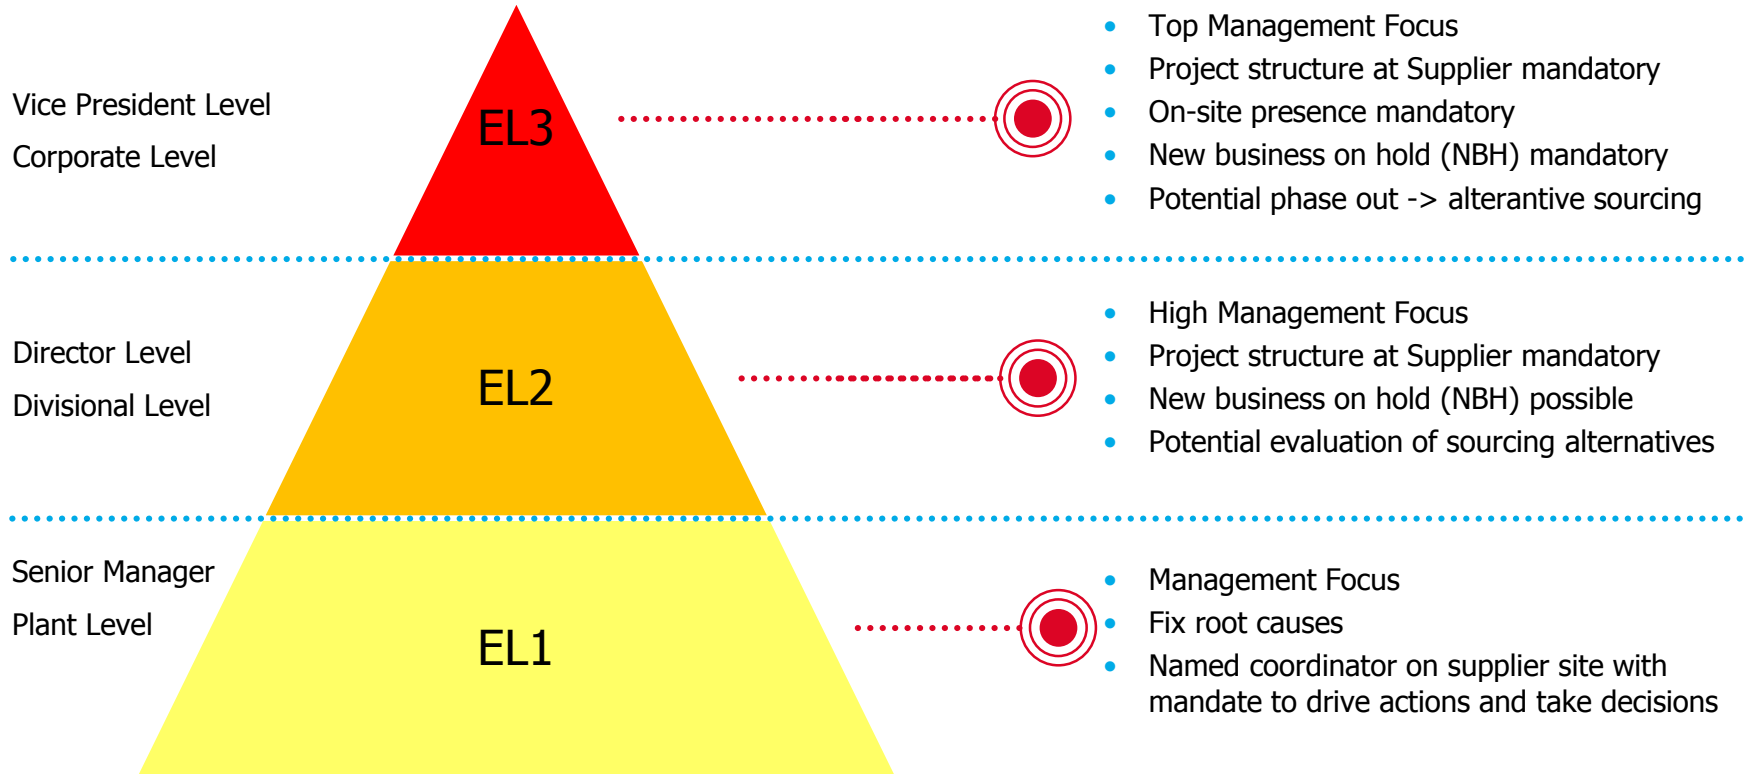 Vice President Level
Corporate Level
EL3
Top Management Focus
Project structure at Supplier mandatory
On-site presence mandatory
New business on hold (NBH) mandatory
Potential phase out -> alterantive sourcing
Director Level
Divisional Level
EL2
High Management Focus
Project structure at Supplier mandatory
New business on hold (NBH) possible
Potential evaluation of sourcing alternatives
Senior Manager
Plant Level
EL1
Management Focus
Fix root causes
Named coordinator on supplier site with
mandate to drive actions and take decisions